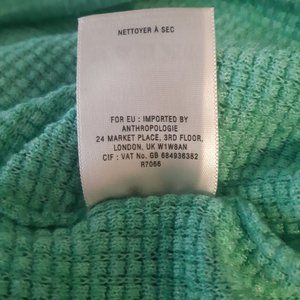 NETTOYER À SEC
FOR EU : IMPORTED BY
ANTHROPOLOGIE
24 MARKET PLACE, 3RD FLOOR,
LONDON, UK W1W8AN
CIF : VAT No. GB 684936382
R7066